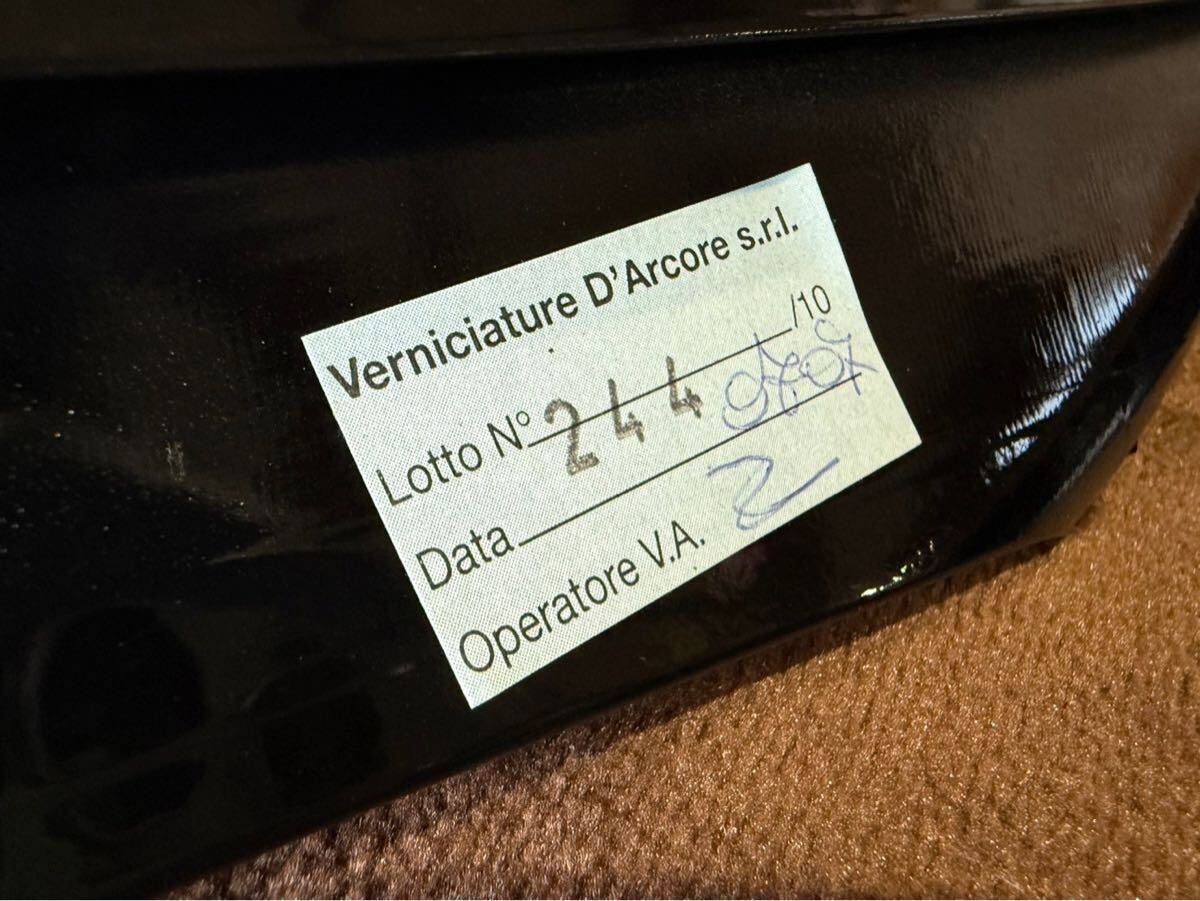 Verniciature D'Arcore s.r.l.
Lotto N° 244 /10
Data
Operatore V.A.